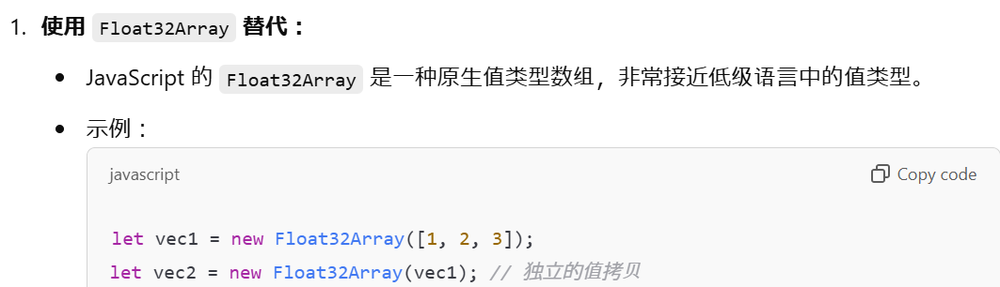 1. 使用 Float32Array 替代：
• JavaScript 的 Float32Array 是一种原生值类型数组，非常接近低级语言中的值类型。
• 示例：
javascript Copy code
let vec1 = new Float32Array([1, 2, 3]);
let vec2 = new Float32Array(vec1); // 独立的值拷贝